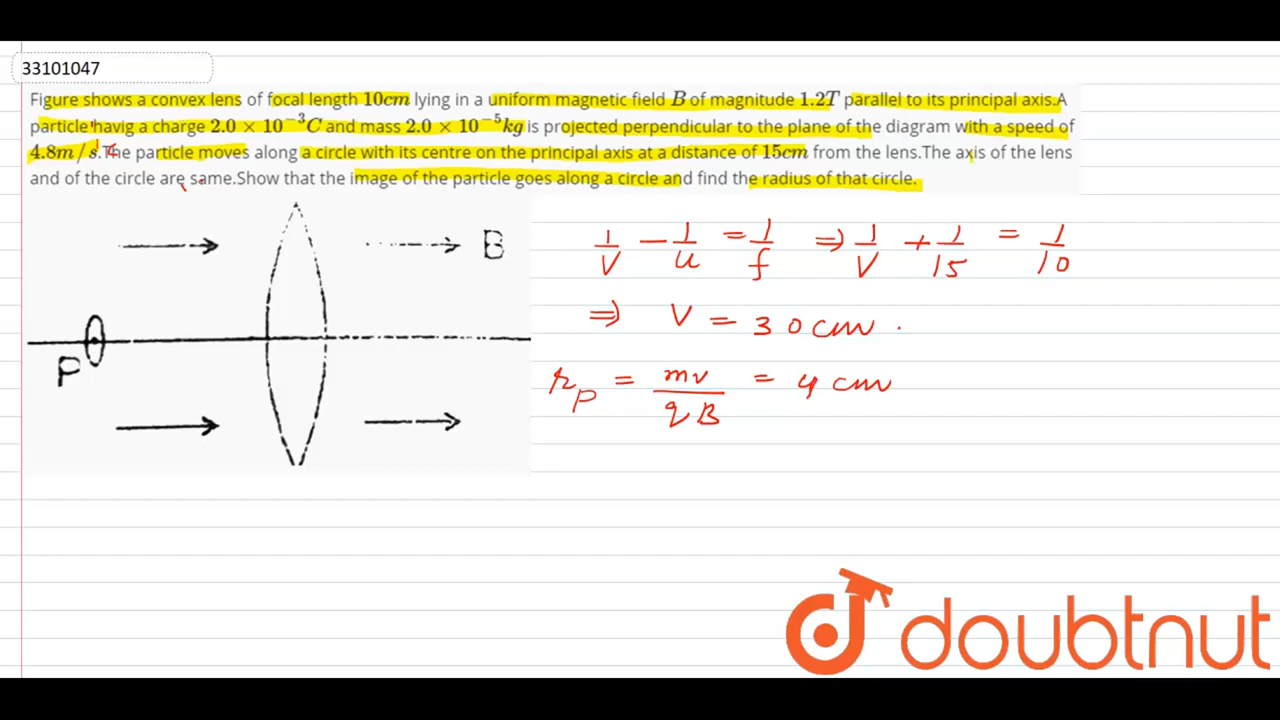 33101047
Figure shows a convex lens of focal length 10cm lying in a uniform magnetic field B of magnitude 1.2T parallel to its principal axis.A
particle havig a charge 2.0 × 10⁻³C and mass 2.0 × 10⁻⁵kg is projected perpendicular to the plane of the diagram with a speed of
4.8m/s.The particle moves along a circle with its centre on the principal axis at a distance of 15cm from the lens.The axis of the lens
and of the circle are same.Show that the image of the particle goes along a circle and find the radius of that circle.
B
P
1/V − 1/u = 1/f ⇒ 1/V + 1/15 = 1/10
⇒ V = 30cm.
r_p = mv/qB = 4 cm
doubtnut